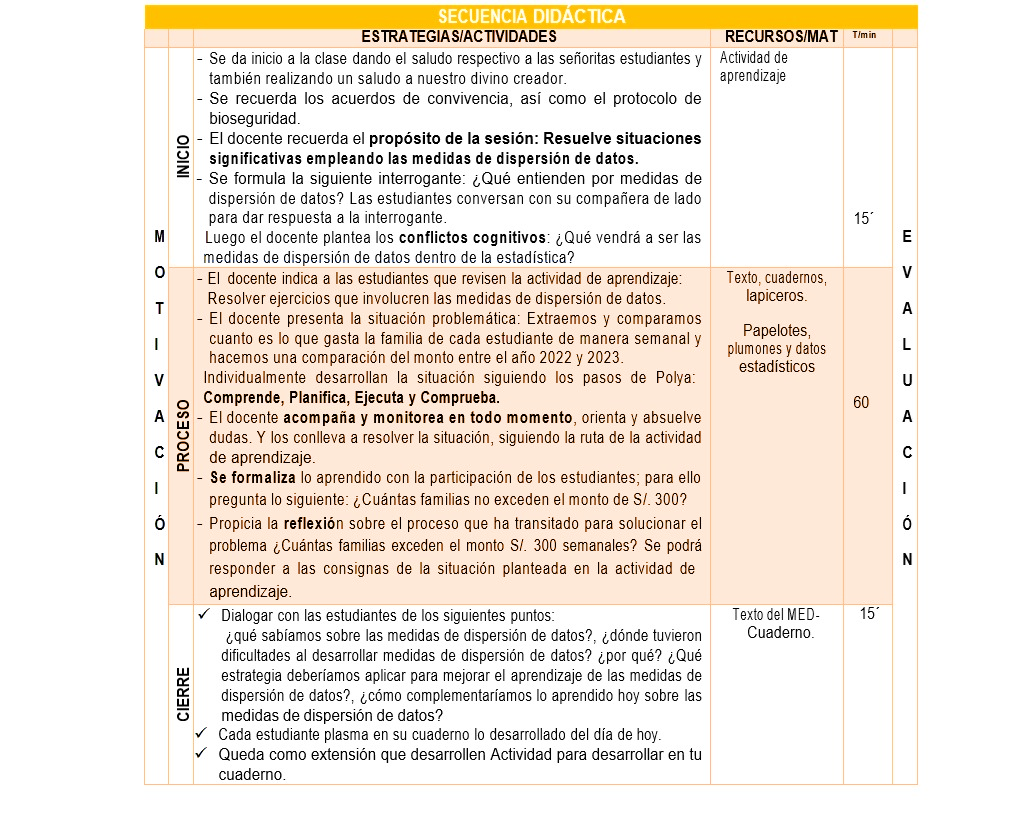 SECUENCIA DIDÁCTICA
ESTRATEGIAS/ACTIVIDADES
RECURSOS/MAT
T/min
MOTIVACIÓN
INICIO
- Se da inicio a la clase dando el saludo respectivo a las señoritas estudiantes y
también realizando un saludo a nuestro divino creador.
- Se recuerda los acuerdos de convivencia, así como el protocolo de
bioseguridad.
- El docente recuerda el propósito de la sesión: Resuelve situaciones
significativas empleando las medidas de dispersión de datos.
- Se formula la siguiente interrogante: ¿Qué entienden por medidas de
dispersión de datos? Las estudiantes conversan con su compañera de lado
para dar respuesta a la interrogante.
Luego el docente plantea los conflictos cognitivos: ¿Qué vendrá a ser las
medidas de dispersión de datos dentro de la estadística?
Actividad de
aprendizaje
15´
PROCESO
- El docente indica a las estudiantes que revisen la actividad de aprendizaje:
Resolver ejercicios que involucren las medidas de dispersión de datos.
- El docente presenta la situación problemática: Extraemos y comparamos
cuanto es lo que gasta la familia de cada estudiante de manera semanal y
hacemos una comparación del monto entre el año 2022 y 2023.
Individualmente desarrollan la situación siguiendo los pasos de Polya:
Comprende, Planifica, Ejecuta y Comprueba.
- El docente acompaña y monitorea en todo momento, orienta y absuelve
dudas. Y los conlleva a resolver la situación, siguiendo la ruta de la actividad
de aprendizaje.
- Se formaliza lo aprendido con la participación de los estudiantes; para ello
pregunta lo siguiente: ¿Cuántas familias no exceden el monto de S/. 300?
- Propicia la reflexión sobre el proceso que ha transitado para solucionar el
problema ¿Cuántas familias exceden el monto S/. 300 semanales? Se podrá
responder a las consignas de la situación planteada en la actividad de
aprendizaje.
Texto, cuadernos,
lapiceros.
Papelotes,
plumones y datos
estadísticos
60
CIERRE
✓ Dialogar con las estudiantes de los siguientes puntos:
¿qué sabíamos sobre las medidas de dispersión de datos?, ¿dónde tuvieron
dificultades al desarrollar medidas de dispersión de datos? ¿por qué? ¿Qué
estrategia deberíamos aplicar para mejorar el aprendizaje de las medidas de
dispersión de datos?, ¿cómo complementaríamos lo aprendido hoy sobre las
medidas de dispersión de datos?
✓ Cada estudiante plasma en su cuaderno lo desarrollado del día de hoy.
✓ Queda como extensión que desarrollen Actividad para desarrollar en tu
cuaderno.
Texto del MED-
Cuaderno.
15´
EVALUACIÓN